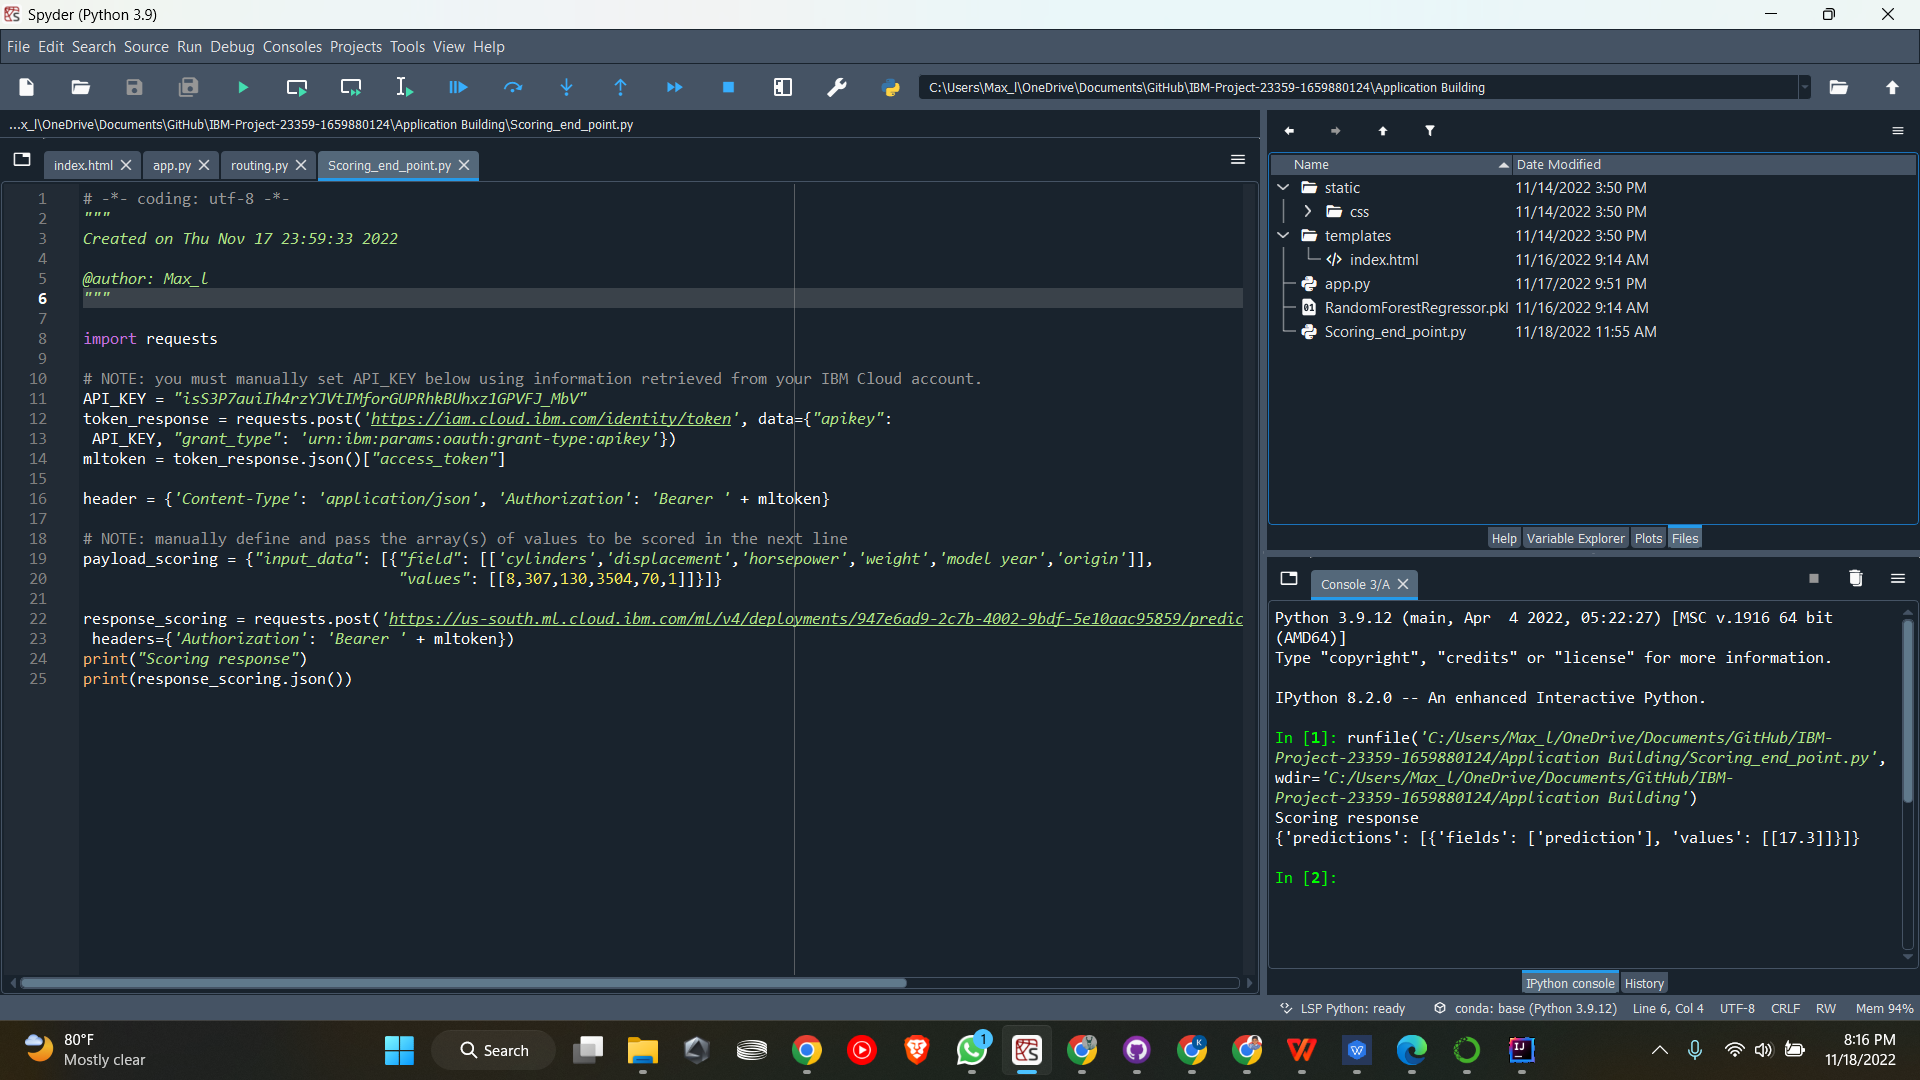 Spyder (Python 3.9)
File Edit Search Source Run Debug Consoles Projects Tools View Help
C:\Users\Max_l\OneDrive\Documents\GitHub\IBM-Project-23359-1659880124\Application Building
...x_l\OneDrive\Documents\GitHub\IBM-Project-23359-1659880124\Application Building\Scoring_end_point.py
index.html app.py routing.py Scoring_end_point.py
1 # -*- coding: utf-8 -*-
2 """
3 Created on Thu Nov 17 23:59:33 2022
4
5 @author: Max_l
6 """
7
8 import requests
9
10 # NOTE: you must manually set API_KEY below using information retrieved from your IBM Cloud account.
11 API_KEY = "isS3P7auiIh4rzYJVtIMforGUPRhkBUhxz1GPVFJ_MbV"
12 token_response = requests.post('https://iam.cloud.ibm.com/identity/token', data={"apikey":
13 API_KEY, "grant_type": 'urn:ibm:params:oauth:grant-type:apikey'})
14 mltoken = token_response.json()["access_token"]
15
16 header = {'Content-Type': 'application/json', 'Authorization': 'Bearer ' + mltoken}
17
18 # NOTE: manually define and pass the array(s) of values to be scored in the next line
19 payload_scoring = {"input_data": [{"field": [['cylinders','displacement','horsepower','weight','model year','origin']],
20 "values": [[8,307,130,3504,70,1]]}]}
21
22 response_scoring = requests.post('https://us-south.ml.cloud.ibm.com/ml/v4/deployments/947e6ad9-2c7b-4002-9bdf-5e10aac95859/predic
23 headers={'Authorization': 'Bearer ' + mltoken})
24 print("Scoring response")
25 print(response_scoring.json())
Name Date Modified
static 11/14/2022 3:50 PM
css 11/14/2022 3:50 PM
templates 11/14/2022 3:50 PM
index.html 11/16/2022 9:14 AM
app.py 11/17/2022 9:51 PM
RandomForestRegressor.pkl 11/16/2022 9:14 AM
Scoring_end_point.py 11/18/2022 11:55 AM
Help Variable Explorer Plots Files
Console 3/A
Python 3.9.12 (main, Apr  4 2022, 05:22:27) [MSC v.1916 64 bit
(AMD64)]
Type "copyright", "credits" or "license" for more information.
IPython 8.2.0 -- An enhanced Interactive Python.
In [1]: runfile('C:/Users/Max_l/OneDrive/Documents/GitHub/IBM-
Project-23359-1659880124/Application Building/Scoring_end_point.py',
wdir='C:/Users/Max_l/OneDrive/Documents/GitHub/IBM-
Project-23359-1659880124/Application Building')
Scoring response
{'predictions': [{'fields': ['prediction'], 'values': [[17.3]]}]}
In [2]:
IPython console History
LSP Python: ready conda: base (Python 3.9.12) Line 6, Col 4 UTF-8 CRLF RW Mem 94%
80°F
Mostly clear
Search
1
8:16 PM
11/18/2022